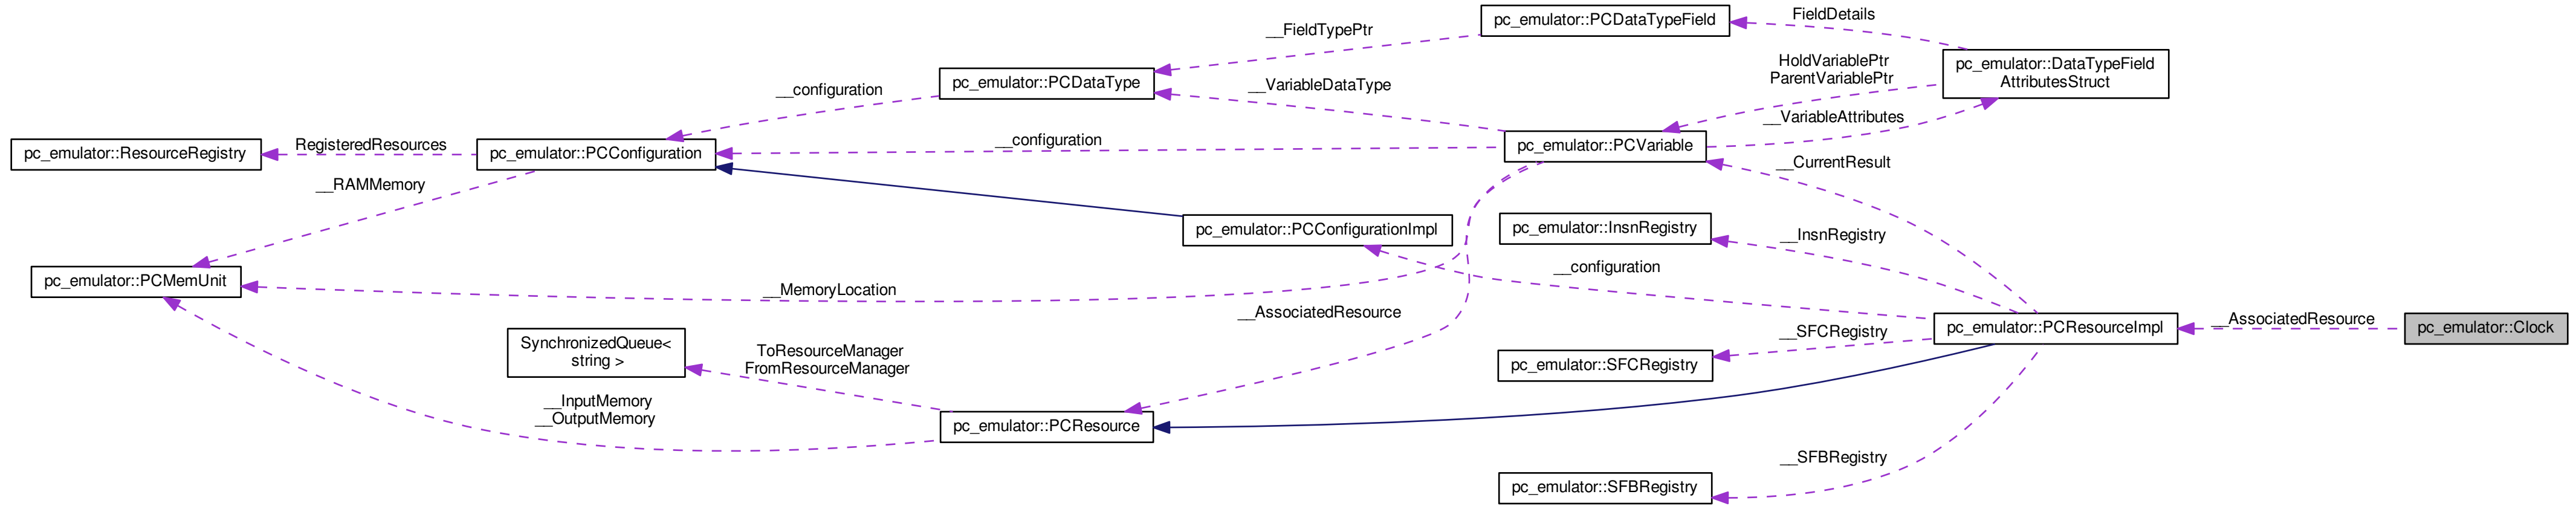 FieldDetails
pc_emulator::PCDataTypeField
__FieldTypePtr
pc_emulator::DataTypeField
AttributesStruct
HoldVariablePtr
ParentVariablePtr
pc_emulator::PCDataType
__configuration
__VariableDataType
__VariableAttributes
pc_emulator::ResourceRegistry
RegisteredResources
pc_emulator::PCConfiguration
__configuration
pc_emulator::PCVariable
__CurrentResult
__RAMMemory
pc_emulator::PCConfigurationImpl
pc_emulator::InsnRegistry
__InsnRegistry
__configuration
pc_emulator::PCMemUnit
__MemoryLocation
__AssociatedResource
pc_emulator::PCResourceImpl
__AssociatedResource
pc_emulator::Clock
SynchronizedQueue<
string >
ToResourceManager
FromResourceManager
__SFCRegistry
pc_emulator::SFCRegistry
__InputMemory
__OutputMemory
pc_emulator::PCResource
__SFBRegistry
pc_emulator::SFBRegistry